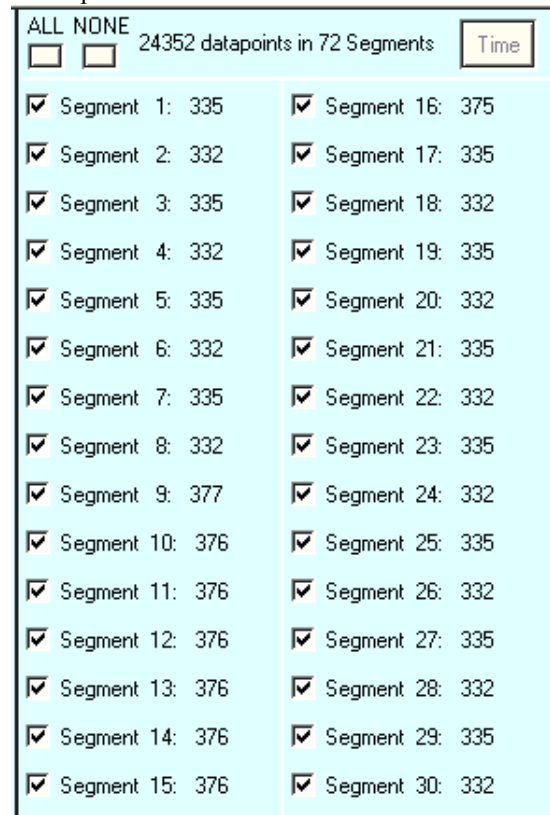 ALL NONE
24352 datapoints in 72 Segments
Time
Segment 1: 335
Segment 2: 332
Segment 3: 335
Segment 4: 332
Segment 5: 335
Segment 6: 332
Segment 7: 335
Segment 8: 332
Segment 9: 377
Segment 10: 376
Segment 11: 376
Segment 12: 376
Segment 13: 376
Segment 14: 376
Segment 15: 376
Segment 16: 375
Segment 17: 335
Segment 18: 332
Segment 19: 335
Segment 20: 332
Segment 21: 335
Segment 22: 332
Segment 23: 335
Segment 24: 332
Segment 25: 335
Segment 26: 332
Segment 27: 335
Segment 28: 332
Segment 29: 335
Segment 30: 332